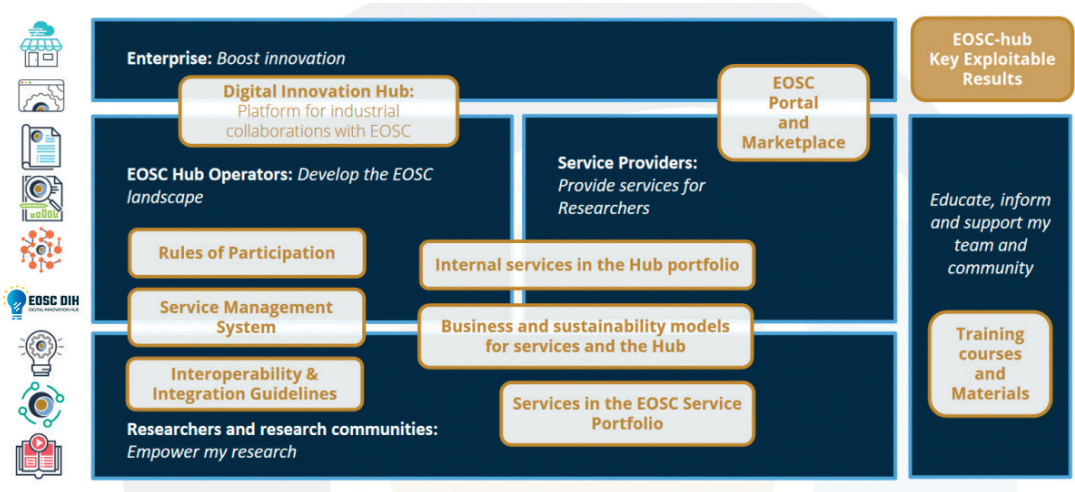 Enterprise: Boost innovation
Digital Innovation Hub:
Platform for industrial
collaborations with EOSC
EOSC
Portal
and
Marketplace
EOSC-hub
Key Exploitable
Results
EOSC Hub Operators: Develop the EOSC
landscape
Service Providers:
Provide services for
Researchers
Rules of Participation
Service Management
System
Interoperability &
Integration Guidelines
Internal services in the Hub portfolio
Business and sustainability models
for services and the Hub
Services in the EOSC Service
Portfolio
Researchers and research communities:
Empower my research
Educate, inform
and support my
team and
community
Training
courses
and
Materials
EOSC DIH
DIGITAL INNOVATION HUB